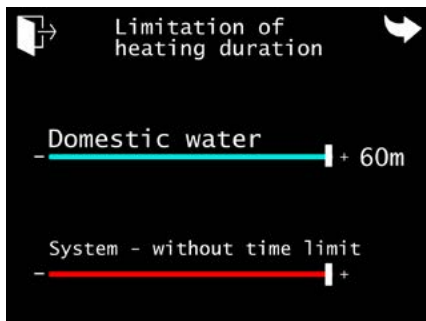 Limitation of
heating duration
Domestic water
- + 60m
System - without time limit
- +